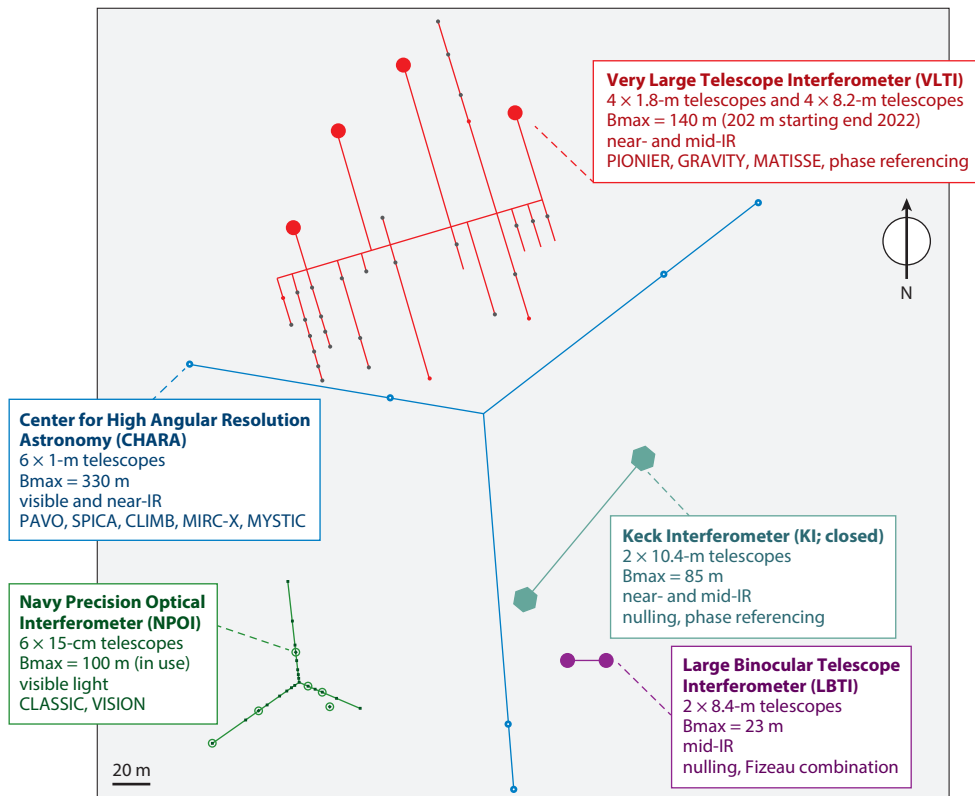 Very Large Telescope Interferometer (VLTI)
4 × 1.8-m telescopes and 4 × 8.2-m telescopes
Bmax = 140 m (202 m starting end 2022)
near- and mid-IR
PIONIER, GRAVITY, MATISSE, phase referencing
N
Center for High Angular Resolution
Astronomy (CHARA)
6 × 1-m telescopes
Bmax = 330 m
visible and near-IR
PAVO, SPICA, CLIMB, MIRC-X, MYSTIC
Keck Interferometer (KI; closed)
2 × 10.4-m telescopes
Bmax = 85 m
near- and mid-IR
nulling, phase referencing
Navy Precision Optical
Interferometer (NPOI)
6 × 15-cm telescopes
Bmax = 100 m (in use)
visible light
CLASSIC, VISION
Large Binocular Telescope
Interferometer (LBTI)
2 × 8.4-m telescopes
Bmax = 23 m
mid-IR
nulling, Fizeau combination
20 m